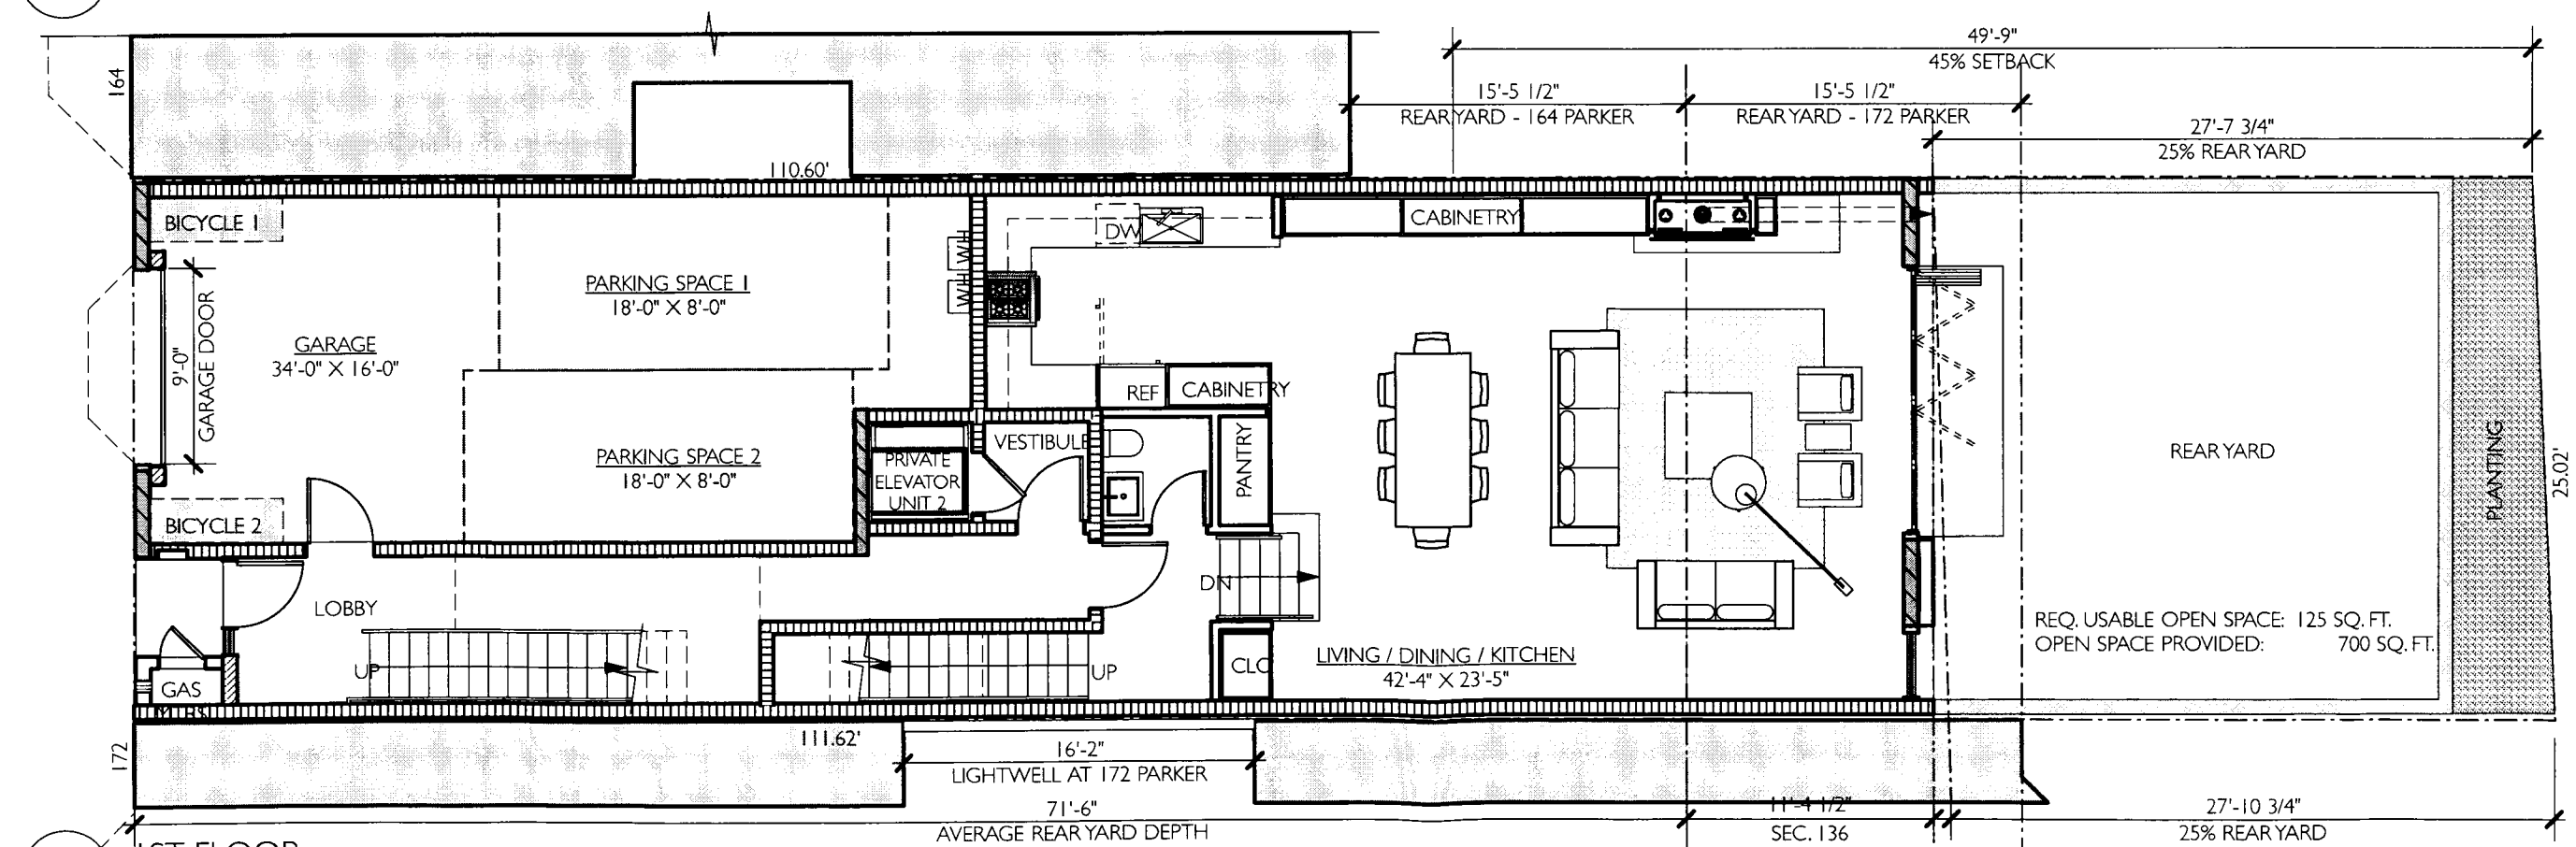 49'-9"
45% SETBACK
15'-5 1/2"
REAR YARD - 164 PARKER
15'-5 1/2"
REAR YARD - 172 PARKER
27'-7 3/4"
25% REAR YARD
164
110.60'
BICYCLE 1
DW
CABINETRY
HW
HW
PARKING SPACE 1
18'-0" X 8'-0"
GARAGE
34'-0" X 16'-0"
9'-0"
GARAGE DOOR
REF
CABINETRY
PARKING SPACE 2
18'-0" X 8'-0"
PRIVATE
ELEVATOR
UNIT 2
VESTIBULE
PANTRY
REAR YARD
PLANTING
25.02'
BICYCLE 2
LOBBY
DN
REQ. USABLE OPEN SPACE: 125 SQ. FT.
OPEN SPACE PROVIDED: 700 SQ. FT.
UP
UP
CLO
LIVING / DINING / KITCHEN
42'-4" X 23'-5"
GAS
MTRS
172
111.62'
16'-2"
LIGHTWELL AT 172 PARKER
71'-6"
AVERAGE REAR YARD DEPTH
11'-4 1/2"
SEC. 136
27'-10 3/4"
25% REAR YARD
1ST FLOOR